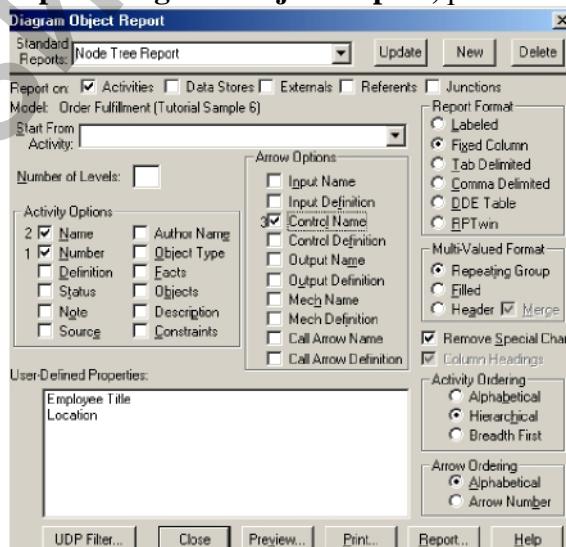 Diagram Object Report
Standard Reports: Node Tree Report Update New Delete
Report on: Activities Data Stores Externals Referents Junctions
Model: Order Fulfillment (Tutorial Sample 6)
Start From Activity:
Number of Levels:
Activity Options
2 Name Author Name
1 Number Object Type
Definition Facts
Status Objects
Note Description
Source Constraints
Arrow Options
Input Name
Input Definition
3 Control Name
Control Definition
Output Name
Output Definition
Mech Name
Mech Definition
Call Arrow Name
Call Arrow Definition
Report Format
Labeled
Fixed Column
Tab Delimited
Comma Delimited
DDE Table
RPTwin
Multi-Valued Format
Repeating Group
Filled
Header Merge
Remove Special Char
Column Headings
Activity Ordering
Alphabetical
Hierarchical
Breadth First
Arrow Ordering
Alphabetical
Arrow Number
User-Defined Properties:
Employee Title
Location
UDP Filter... Close Preview... Print... Report... Help